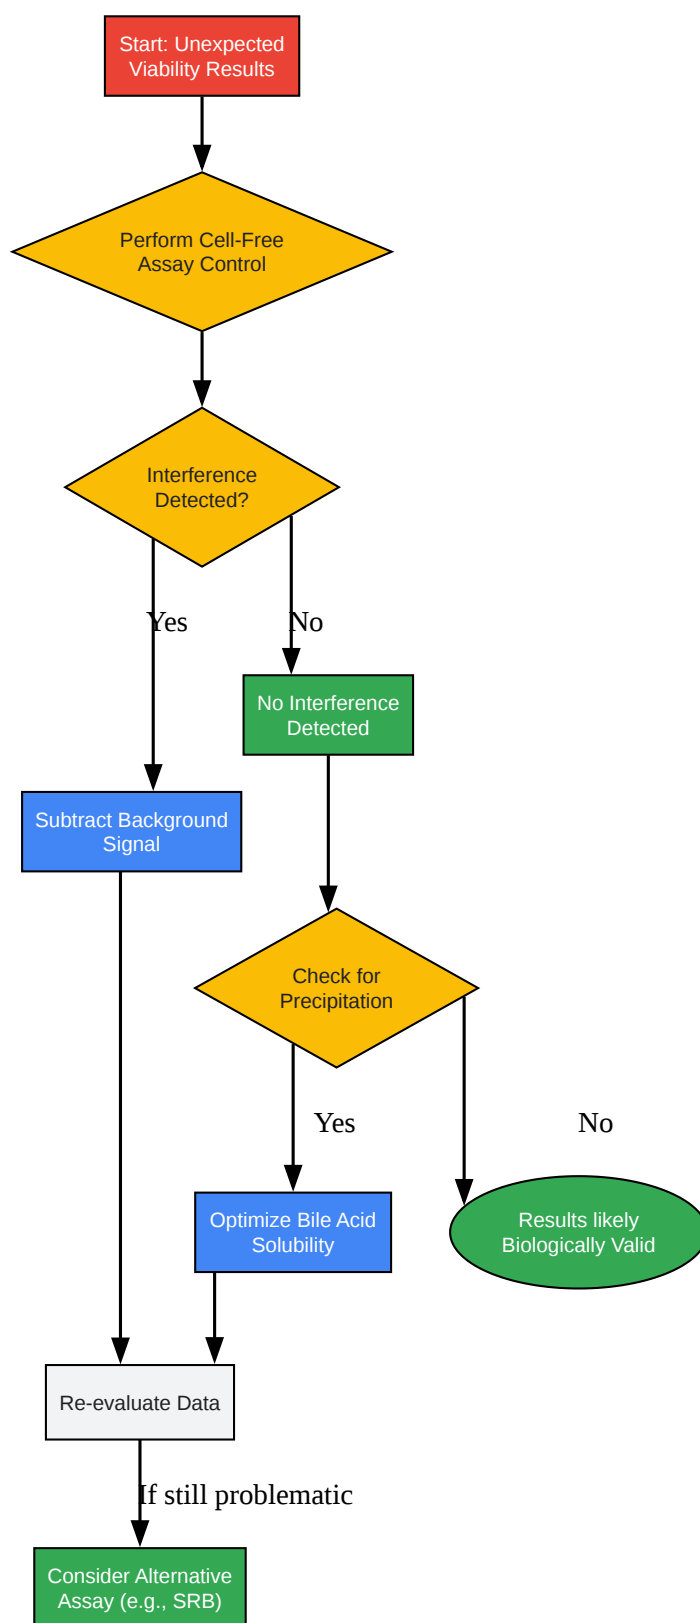 Start: Unexpected
Viability Results
Perform Cell-Free
Assay Control
Interference
Detected?
Yes
No
No Interference
Detected
Subtract Background
Signal
Check for
Precipitation
Yes
No
Optimize Bile Acid
Solubility
Results likely
Biologically Valid
Re-evaluate Data
If still problematic
Consider Alternative
Assay (e.g., SRB)